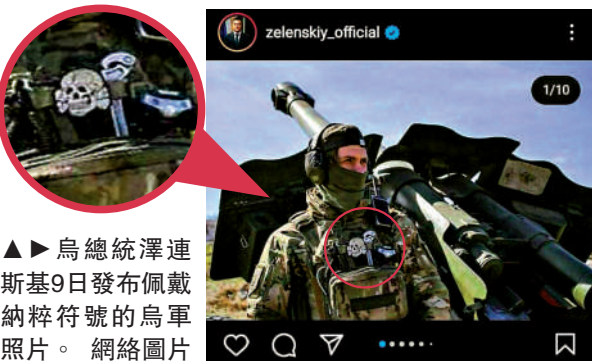 zelenskiy_official
1/10
▲▶烏總統澤連
斯基9日發布佩戴
納粹符號的烏軍
照片。 網絡圖片